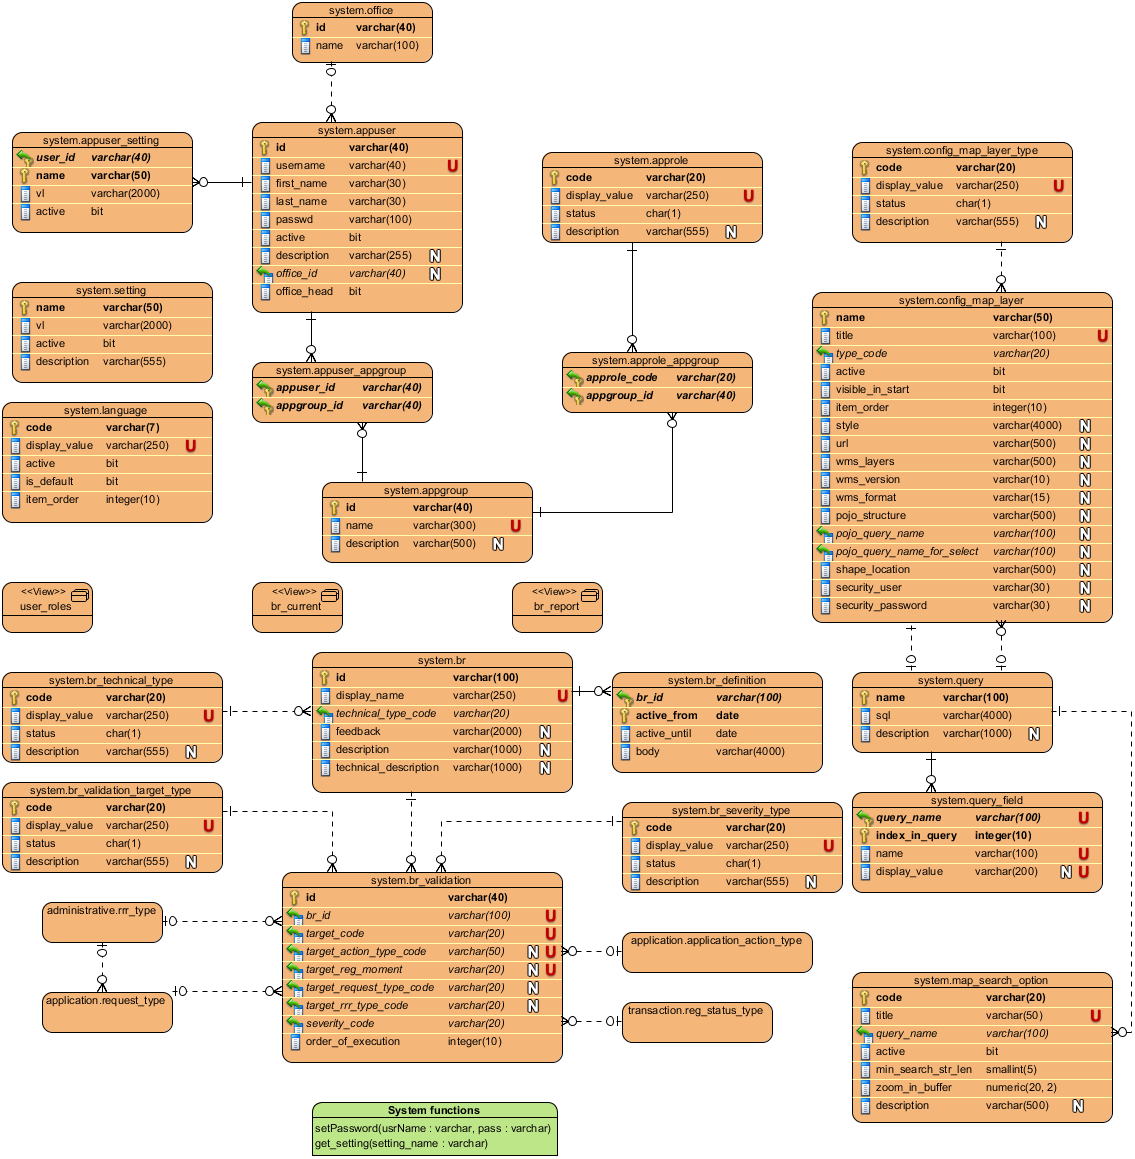 system.office
id varchar(40)
name varchar(100)
system.appuser_setting
user_id varchar(40)
name varchar(50)
vl varchar(2000)
active bit
system.appuser
id varchar(40)
username varchar(40) U
first_name varchar(30)
last_name varchar(30)
passwd varchar(100)
active bit
description varchar(255) N
office_id varchar(40) N
office_head bit
system.approle
code varchar(20)
display_value varchar(250) U
status char(1)
description varchar(555) N
system.config_map_layer_type
code varchar(20)
display_value varchar(250) U
status char(1)
description varchar(555) N
system.setting
name varchar(50)
vl varchar(2000)
active bit
description varchar(555)
system.appuser_appgroup
appuser_id varchar(40)
appgroup_id varchar(40)
system.approle_appgroup
approle_code varchar(20)
appgroup_id varchar(40)
system.config_map_layer
name varchar(50)
title varchar(100) U
type_code varchar(20)
active bit
visible_in_start bit
item_order integer(10)
style varchar(4000) N
url varchar(500) N
wms_layers varchar(500) N
wms_version varchar(10) N
wms_format varchar(15) N
pojo_structure varchar(500) N
pojo_query_name varchar(100) N
pojo_query_name_for_select varchar(100) N
shape_location varchar(500) N
security_user varchar(30) N
security_password varchar(30) N
system.language
code varchar(7)
display_value varchar(250) U
active bit
is_default bit
item_order integer(10)
system.appgroup
id varchar(40)
name varchar(300) U
description varchar(500) N
<<View>>
user_roles
<<View>>
br_current
<<View>>
br_report
system.br_technical_type
code varchar(20)
display_value varchar(250) U
status char(1)
description varchar(555) N
system.br
id varchar(100)
display_name varchar(250) U
technical_type_code varchar(20)
feedback varchar(2000) N
description varchar(1000) N
technical_description varchar(1000) N
system.br_definition
br_id varchar(100)
active_from date
active_until date
body varchar(4000)
system.query
name varchar(100)
sql varchar(4000)
description varchar(1000) N
system.br_validation_target_type
code varchar(20)
display_value varchar(250) U
status char(1)
description varchar(555) N
system.br_severity_type
code varchar(20)
display_value varchar(250) U
status char(1)
description varchar(555) N
system.query_field
query_name varchar(100) U
index_in_query integer(10)
name varchar(100) U
display_value varchar(200) N U
system.br_validation
id varchar(40)
br_id varchar(100) U
target_code varchar(20) U
target_action_type_code varchar(50) N U
target_reg_moment varchar(20) N U
target_request_type_code varchar(20) N
target_rrr_type_code varchar(20) N
severity_code varchar(20)
order_of_execution integer(10)
administrative.rrr_type
application.request_type
application.application_action_type
transaction.reg_status_type
system.map_search_option
code varchar(20)
title varchar(50) U
query_name varchar(100)
active bit
min_search_str_len smallint(5)
zoom_in_buffer numeric(20, 2)
description varchar(500) N
System functions
setPassword(usrName : varchar, pass : varchar)
get_setting(setting_name : varchar)